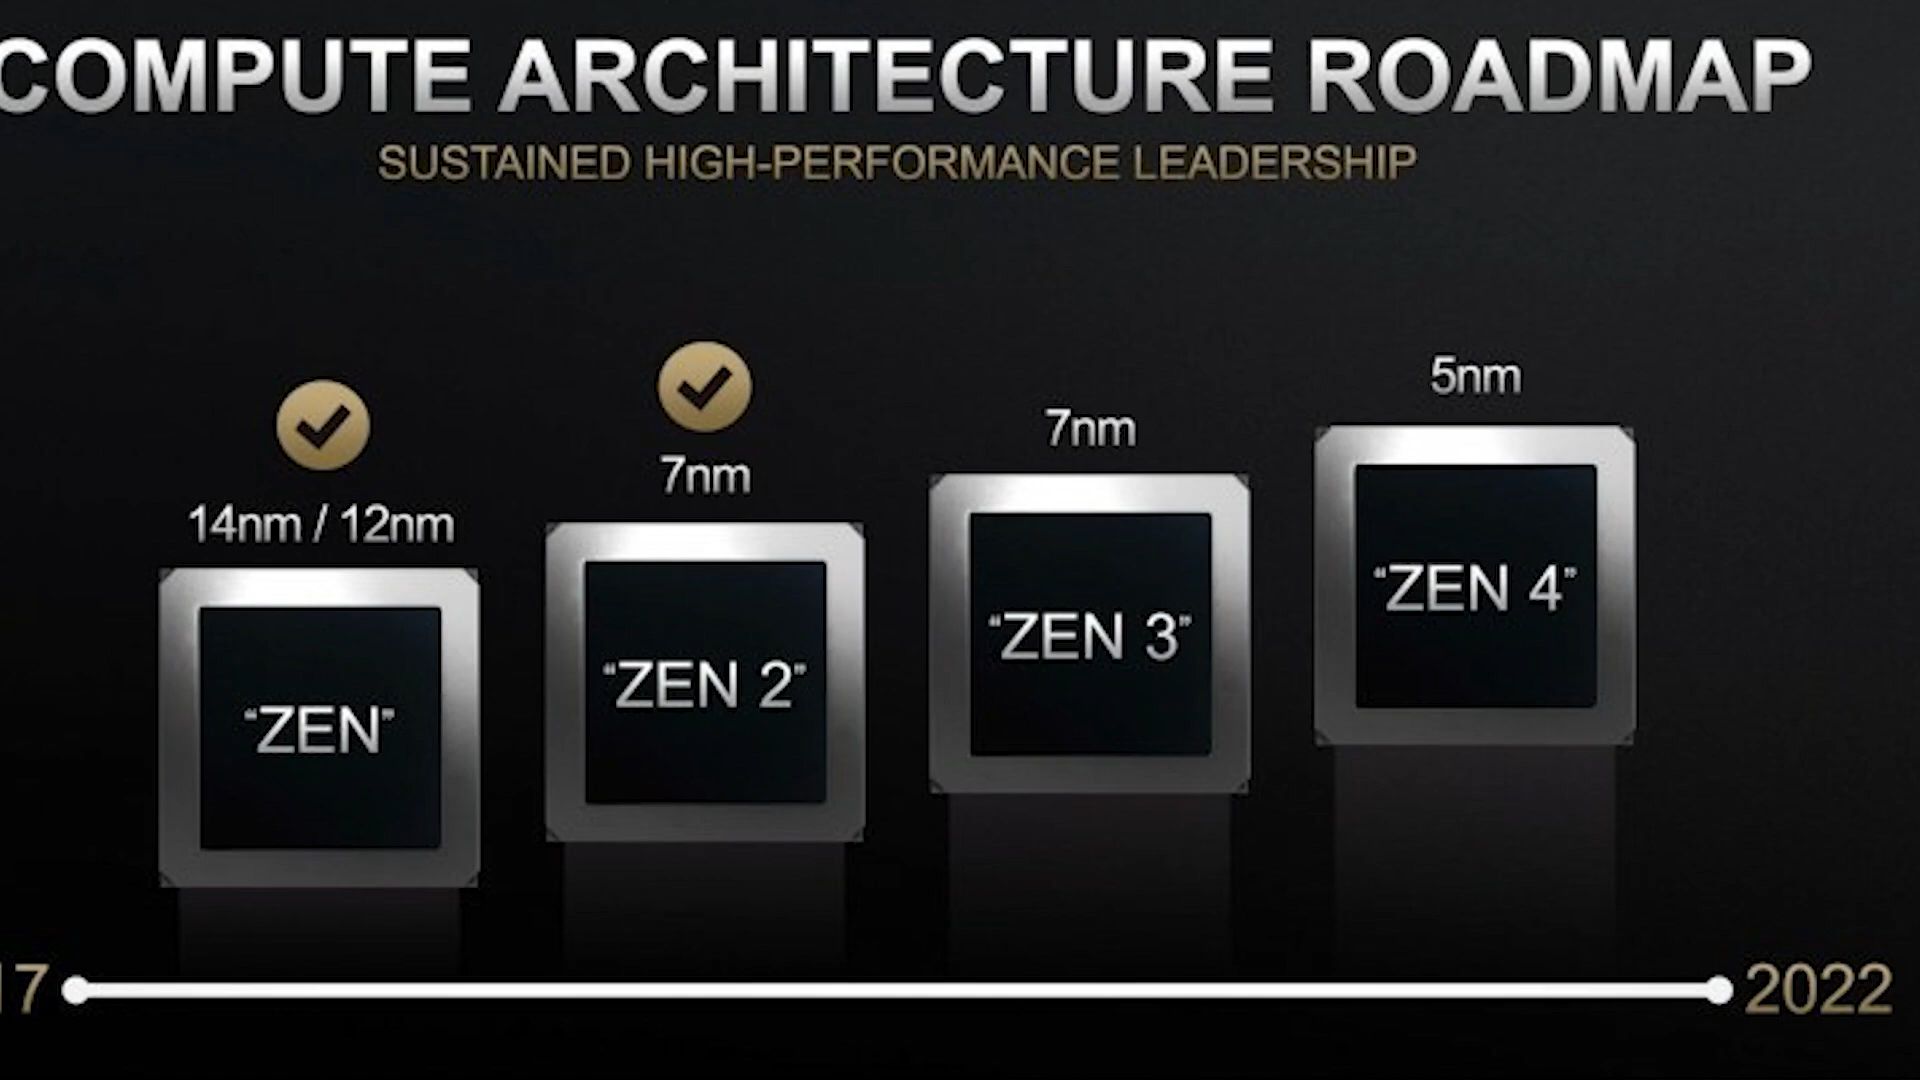 COMPUTE ARCHITECTURE ROADMAP
SUSTAINED HIGH-PERFORMANCE LEADERSHIP
14nm / 12nm
“ZEN”
7nm
“ZEN 2”
7nm
“ZEN 3”
5nm
“ZEN 4”
17
2022